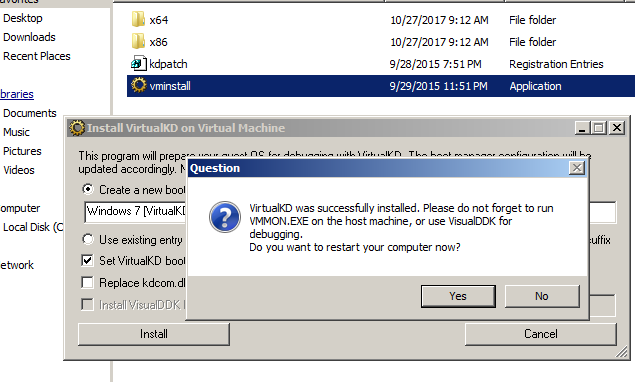 Desktop
Downloads
Recent Places
Documents
Music
Pictures
Videos
Local Disk (C
x64 10/27/2017 9:12 AM File folder
x86 10/27/2017 9:12 AM File folder
kdpatch 9/28/2015 7:51 PM Registration Entries
vminstall 9/29/2015 11:51 PM Application
Install VirtualKD on Virtual Machine
This program will prepare your guest OS for debugging with VirtualKD. The boot manager configuration will be
updated accordingly.
Create a new boot
Windows 7 [VirtualKD
Use existing entry
Set VirtualKD boot
Replace kdcom.dl
Install VisualDDK
Install
Cancel
Question
VirtualKD was successfully installed. Please do not forget to run
VMMON.EXE on the host machine, or use VisualDDK for
debugging.
Do you want to restart your computer now?
Yes
No